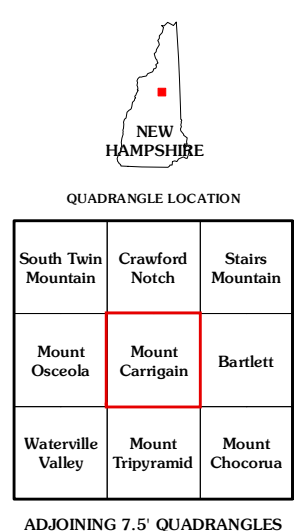 NEW
HAMPSHIRE
QUADRANGLE LOCATION
South Twin
Mountain
Crawford
Notch
Stairs
Mountain
Mount
Osceola
Mount
Carrigain
Bartlett
Waterville
Valley
Mount
Tripyramid
Mount
Chocorua
ADJOINING 7.5' QUADRANGLES